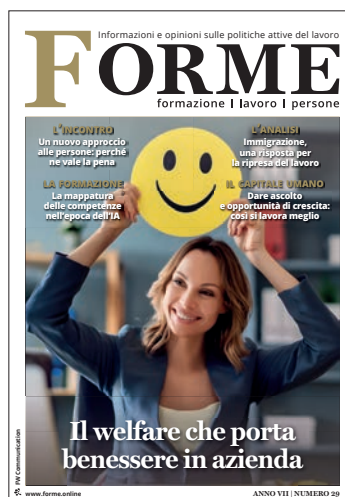 Informazioni e opinioni sulle politiche attive del lavoro
FORME
formazione | lavoro | persone
L'INCONTRO
Un nuovo approccio
alle persone: perché
ne vale la pena
LA FORMAZIONE
La mappatura
delle competenze
nell'epoca dell'IA
L'ANALISI
Immigrazione,
una risposta per
la ripresa del lavoro
IL CAPITALE UMANO
Dare ascolto
e opportunità di crescita:
così si lavora meglio
Il welfare che porta
benessere in azienda
PW Communication
www.forme.online
ANNO VII | NUMERO 29